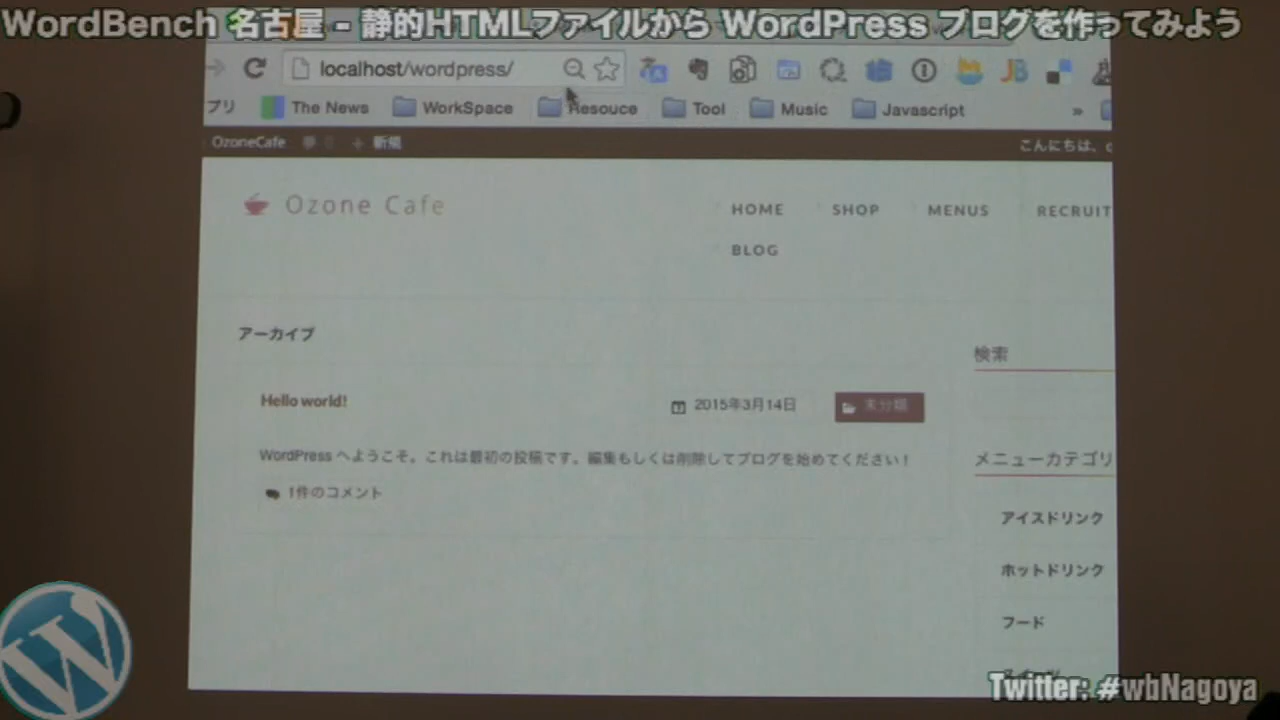 WordBench 名古屋 - 静的HTMLファイルから WordPress ブログを作ってみよう
localhost/wordpress/
プリ The News WorkSpace Resouce Tool Music Javascript »
OzoneCafe + 新規 こんにちは、
Ozone Cafe
HOME SHOP MENUS RECRUIT
BLOG
アーカイブ
検索
Hello world! 2015年3月14日 未分類
WordPress へようこそ。これは最初の投稿です。編集もしくは削除してブログを始めてください！
メニューカテゴリ
1件のコメント
アイスドリンク
ホットドリンク
フード
Twitter: #wbNagoya